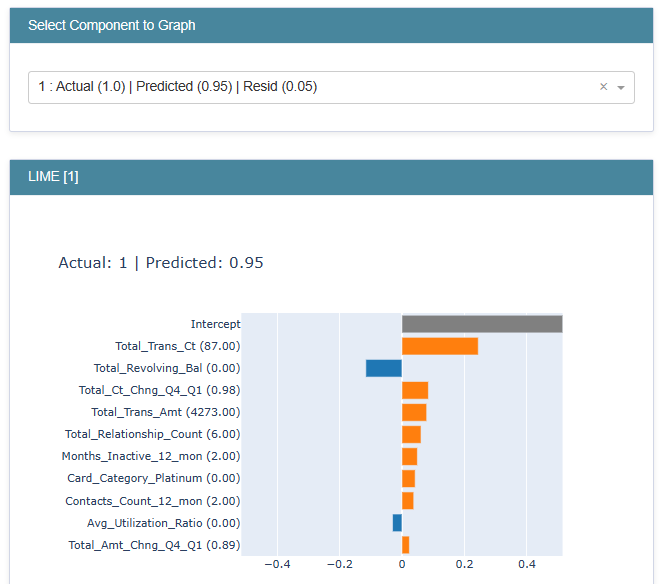 Select Component to Graph
1 : Actual (1.0) | Predicted (0.95) | Resid (0.05) ×
LIME [1]
Actual: 1 | Predicted: 0.95
Intercept
Total_Trans_Ct (87.00)
Total_Revolving_Bal (0.00)
Total_Ct_Chng_Q4_Q1 (0.98)
Total_Trans_Amt (4273.00)
Total_Relationship_Count (6.00)
Months_Inactive_12_mon (2.00)
Card_Category_Platinum (0.00)
Contacts_Count_12_mon (2.00)
Avg_Utilization_Ratio (0.00)
Total_Amt_Chng_Q4_Q1 (0.89)
−0.4 −0.2 0 0.2 0.4